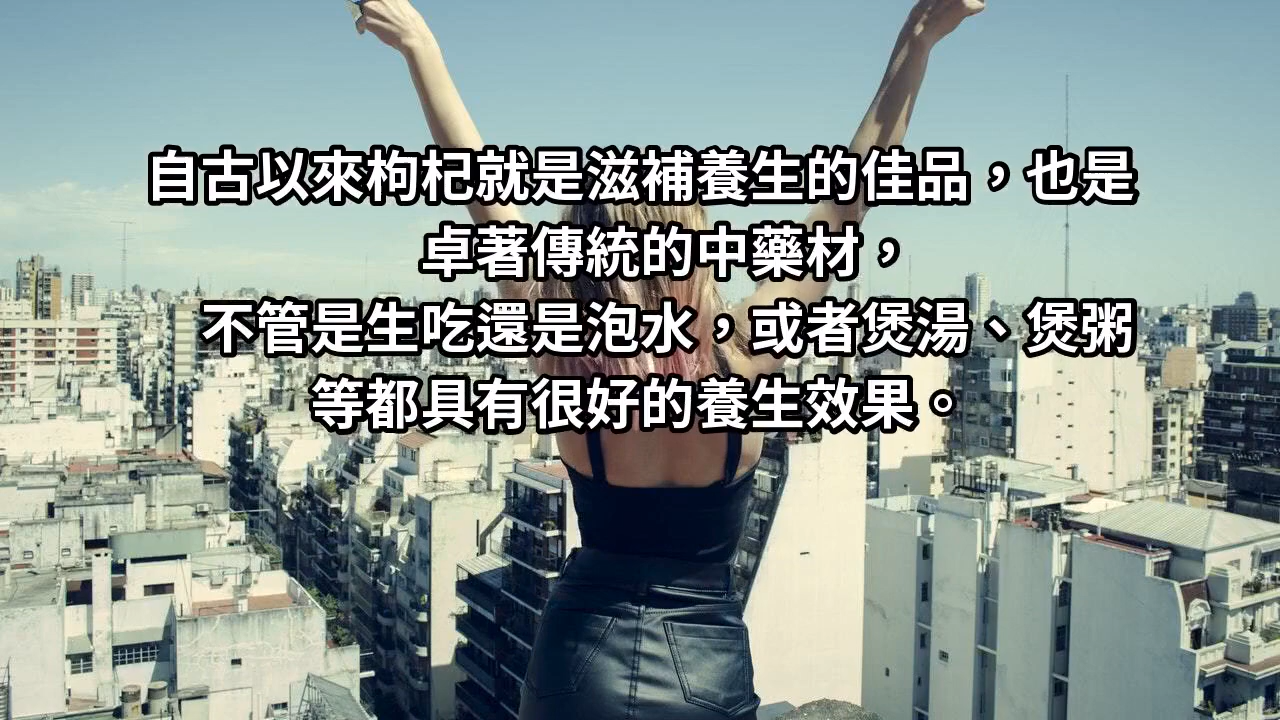 自古以來枸杞就是滋補養生的佳品，也是
卓著傳統的中藥材，
不管是生吃還是泡水，或者煲湯、煲粥
等都具有很好的養生效果。